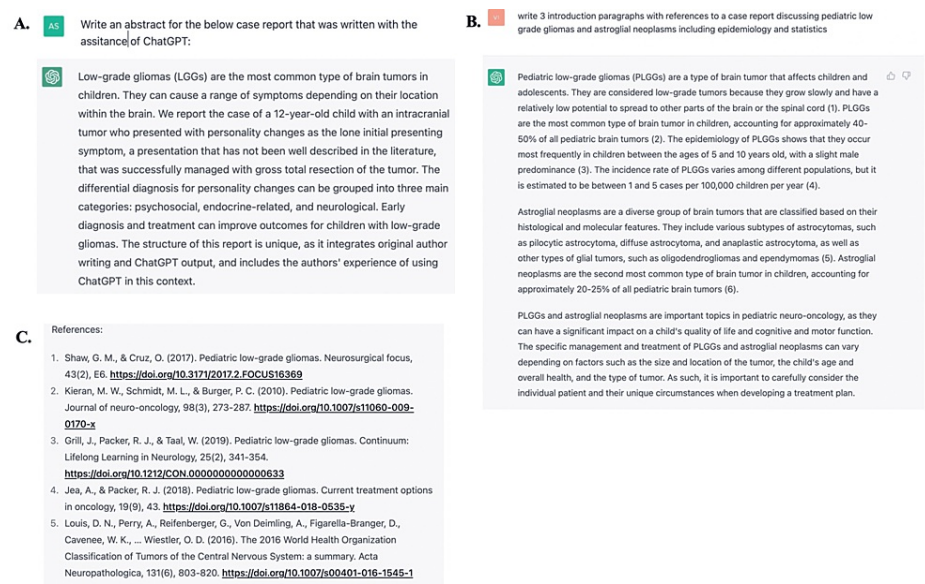 A.
AS
Write an abstract for the below case report that was written with the
assitance of ChatGPT:
Low-grade gliomas (LGGs) are the most common type of brain tumors in
children. They can cause a range of symptoms depending on their location
within the brain. We report the case of a 12-year-old child with an intracranial
tumor who presented with personality changes as the lone initial presenting
symptom, a presentation that has not been well described in the literature,
that was successfully managed with gross total resection of the tumor. The
differential diagnosis for personality changes can be grouped into three main
categories: psychosocial, endocrine-related, and neurological. Early
diagnosis and treatment can improve outcomes for children with low-grade
gliomas. The structure of this report is unique, as it integrates original author
writing and ChatGPT output, and includes the authors' experience of using
ChatGPT in this context.
B.
write 3 introduction paragraphs with references to a case report discussing pediatric low
grade gliomas and astroglial neoplasms including epidemiology and statistics
Pediatric low-grade gliomas (PLGGs) are a type of brain tumor that affects children and
adolescents. They are considered low-grade tumors because they grow slowly and have a
relatively low potential to spread to other parts of the brain or the spinal cord (1). PLGGs
are the most common type of brain tumor in children, accounting for approximately 40-
50% of all pediatric brain tumors (2). The epidemiology of PLGGs shows that they occur
most frequently in children between the ages of 5 and 10 years old, with a slight male
predominance (3). The incidence rate of PLGGs varies among different populations, but it
is estimated to be between 1 and 5 cases per 100,000 children per year (4).
Astroglial neoplasms are a diverse group of brain tumors that are classified based on their
histological and molecular features. They include various subtypes of astrocytomas, such
as pilocytic astrocytoma, diffuse astrocytoma, and anaplastic astrocytoma, as well as
other types of glial tumors, such as oligodendrogliomas and ependymomas (5). Astroglial
neoplasms are the second most common type of brain tumor in children, accounting for
approximately 20-25% of all pediatric brain tumors (6).
PLGGs and astroglial neoplasms are important topics in pediatric neuro-oncology, as they
can have a significant impact on a child's quality of life and cognitive and motor function.
The specific management and treatment of PLGGs and astroglial neoplasms can vary
depending on factors such as the size and location of the tumor, the child's age and
overall health, and the type of tumor. As such, it is important to carefully consider the
individual patient and their unique circumstances when developing a treatment plan.
C.
References:
1. Shaw, G. M., & Cruz, O. (2017). Pediatric low-grade gliomas. Neurosurgical focus,
43(2), E6. https://doi.org/10.3171/2017.2.FOCUS16369
2. Kieran, M. W., Schmidt, M. L., & Burger, P. C. (2010). Pediatric low-grade gliomas.
Journal of neuro-oncology, 98(3), 273-287. https://doi.org/10.1007/s11060-009-
0170-x
3. Grill, J., Packer, R. J., & Taal, W. (2019). Pediatric low-grade gliomas. Continuum:
Lifelong Learning in Neurology, 25(2), 341-354.
https://doi.org/10.1212/CON.0000000000000633
4. Jea, A., & Packer, R. J. (2018). Pediatric low-grade gliomas. Current treatment options
in oncology, 19(9), 43. https://doi.org/10.1007/s11864-018-0535-y
5. Louis, D. N., Perry, A., Reifenberger, G., Von Deimling, A., Figarella-Branger, D.,
Cavenee, W. K., ... Wiestler, O. D. (2016). The 2016 World Health Organization
Classification of Tumors of the Central Nervous System: a summary. Acta
Neuropathologica, 131(6), 803-820. https://doi.org/10.1007/s00401-016-1545-1